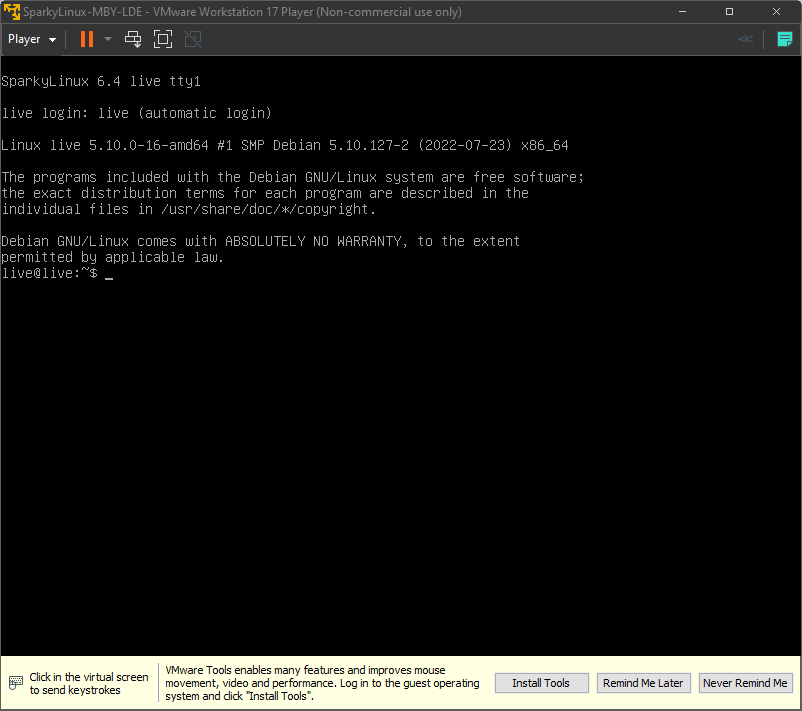 SparkyLinux-MBY-LDE - VMware Workstation 17 Player (Non-commercial use only)
Player
SparkyLinux 6.4 live tty1
live login: live (automatic login)
Linux live 5.10.0-16-amd64 #1 SMP Debian 5.10.127-2 (2022-07-23) x86_64
The programs included with the Debian GNU/Linux system are free software;
the exact distribution terms for each program are described in the
individual files in /usr/share/doc/*/copyright.
Debian GNU/Linux comes with ABSOLUTELY NO WARRANTY, to the extent
permitted by applicable law.
live@live:~$ _
Click in the virtual screen
to send keystrokes
VMware Tools enables many features and improves mouse
movement, video and performance. Log in to the guest operating
system and click "Install Tools".
Install Tools
Remind Me Later
Never Remind Me